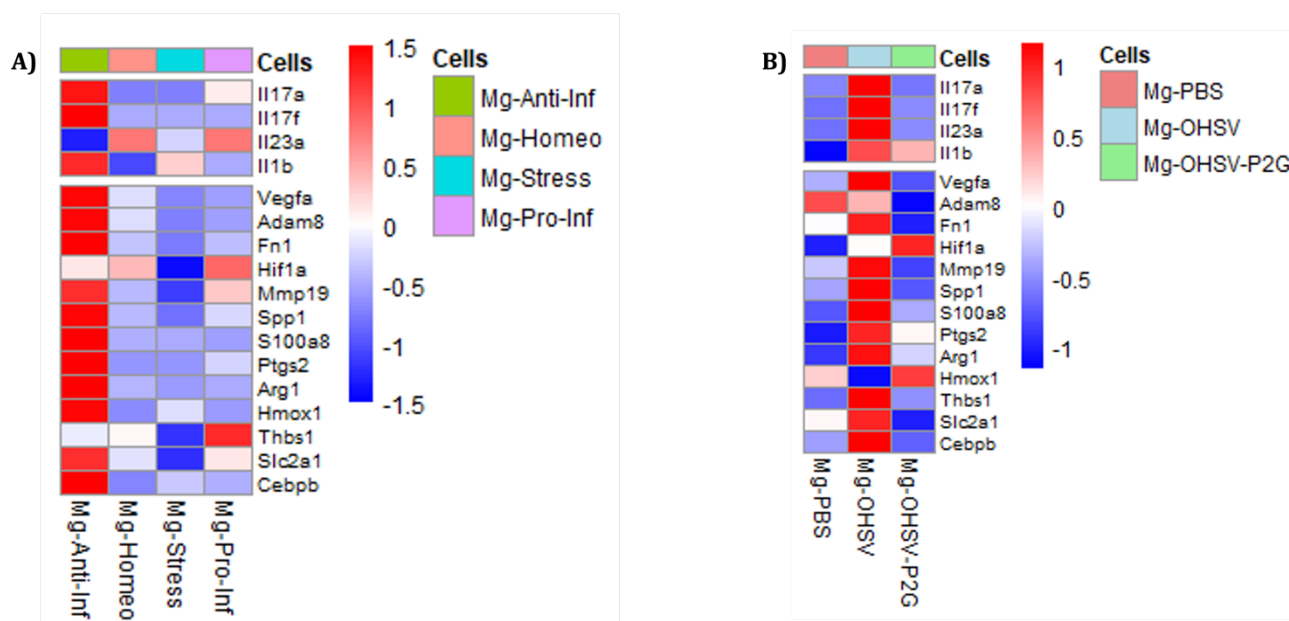 A)
Cells
Il17a
Il17f
Il23a
Il1b
Vegfa
Adam8
Fn1
Hif1a
Mmp19
Spp1
S100a8
Ptgs2
Arg1
Hmox1
Thbs1
Slc2a1
Cebpb
Mg-Anti-Inf
Mg-Homeo
Mg-Stress
Mg-Pro-Inf
1.5
1
0.5
0
-0.5
-1
-1.5
Cells
Mg-Anti-Inf
Mg-Homeo
Mg-Stress
Mg-Pro-Inf
B)
Cells
Il17a
Il17f
Il23a
Il1b
Vegfa
Adam8
Fn1
Hif1a
Mmp19
Spp1
S100a8
Ptgs2
Arg1
Hmox1
Thbs1
Slc2a1
Cebpb
Mg-PBS
Mg-OHSV
Mg-OHSV-P2G
1
0.5
0
-0.5
-1
Cells
Mg-PBS
Mg-OHSV
Mg-OHSV-P2G